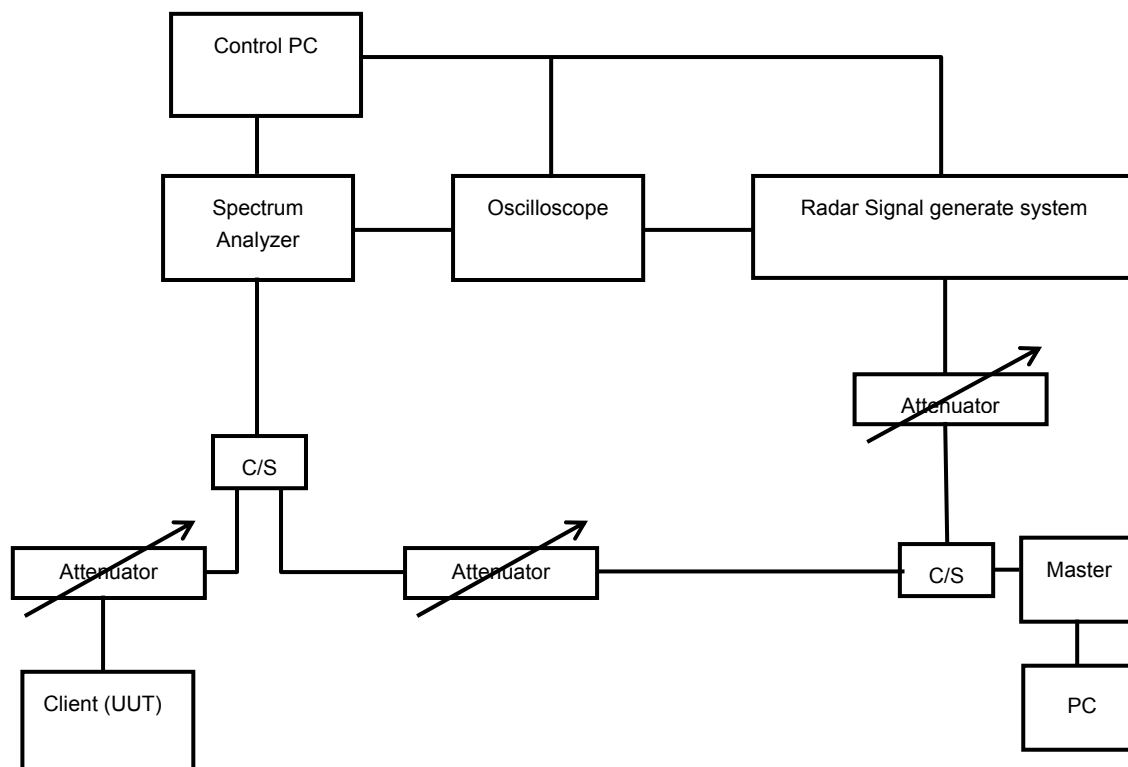 Control PC
Spectrum
Analyzer
Oscilloscope
Radar Signal generate system
Attenuator
C/S
Attenuator
Attenuator
C/S
Master
Client (UUT)
PC